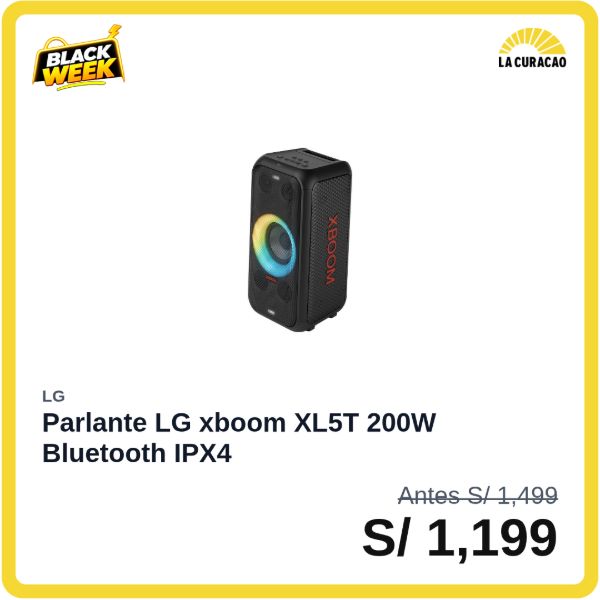 BLACK
WEEK
LA CURACAO
XBOOM
LG
Parlante LG xboom XL5T 200W
Bluetooth IPX4
Antes S/ 1,499
S/ 1,199